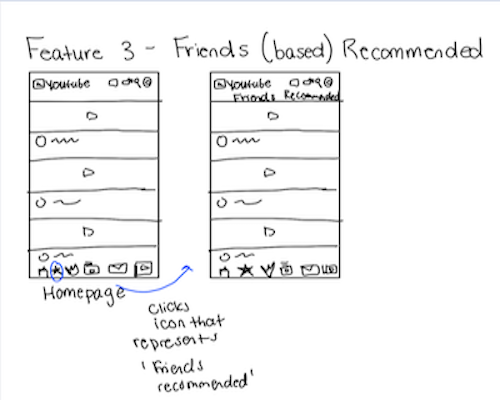 Feature 3 - Friends (based) Recommended
Youtube
Youtube
Friends Recommended
Homepage
clicks
icon that
represents
'Friends
recommended'